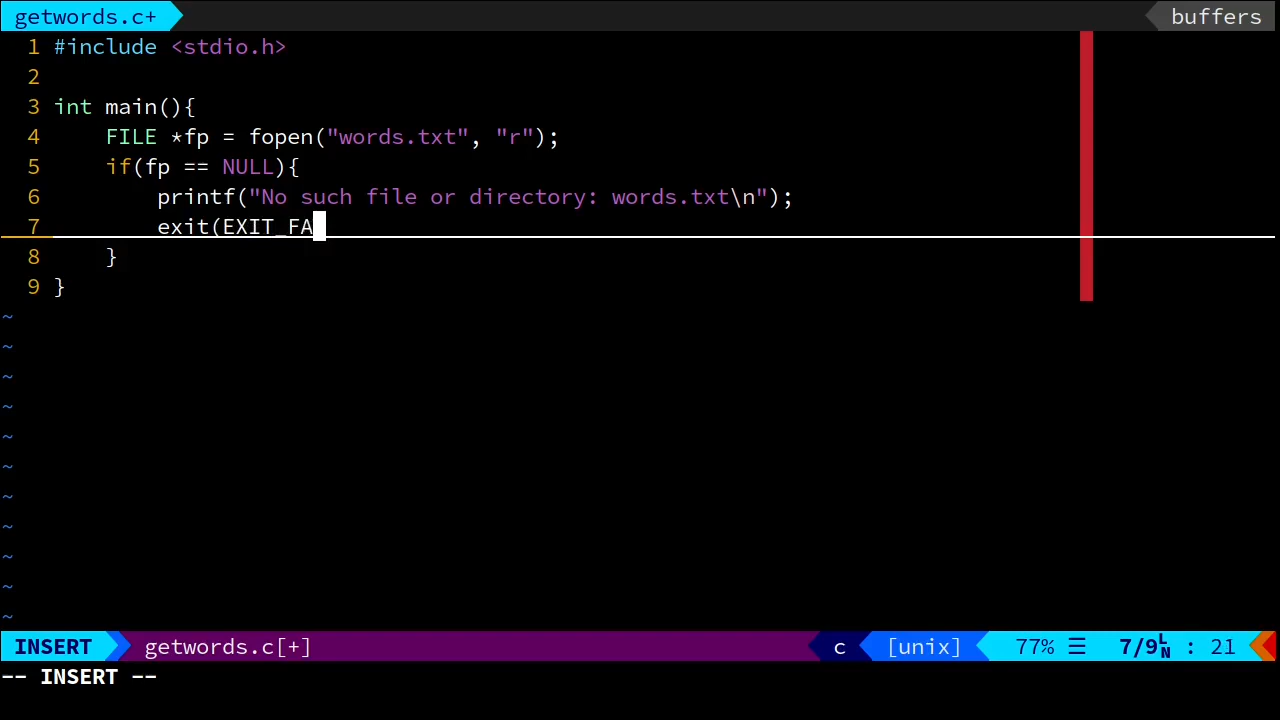 getwords.c+ buffers
1 #include <stdio.h>
2
3 int main(){
4     FILE *fp = fopen("words.txt", "r");
5     if(fp == NULL){
6         printf("No such file or directory: words.txt\n");
7         exit(EXIT_FA
8     }
9 }
~
~
~
~
~
~
~
~
~
~
~
INSERT getwords.c[+] c [unix] 77% ☰ 7/9 LN : 21
-- INSERT --